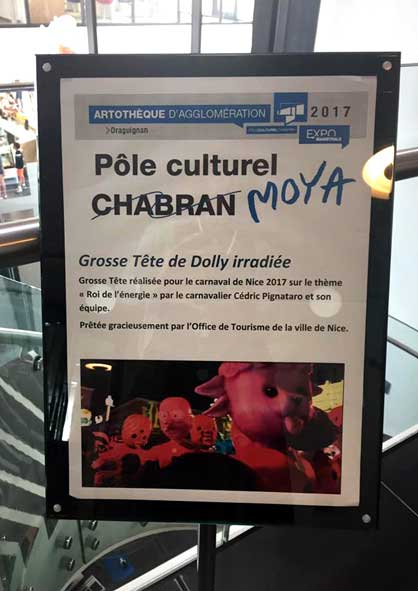 ARTOTHÈQUE D'AGGLOMÉRATION 2017
>Draguignan
PÔLECULTURELCHABRAN
EXPO
Pôle culturel
CHABRAN MOYA
Grosse Tête de Dolly irradiée
Grosse Tête réalisée pour le carnaval de Nice 2017 sur le thème
« Roi de l'énergie » par le carnavalier Cédric Pignataro et son
équipe.
Prêtée gracieusement par l'Office de Tourisme de la ville de Nice.